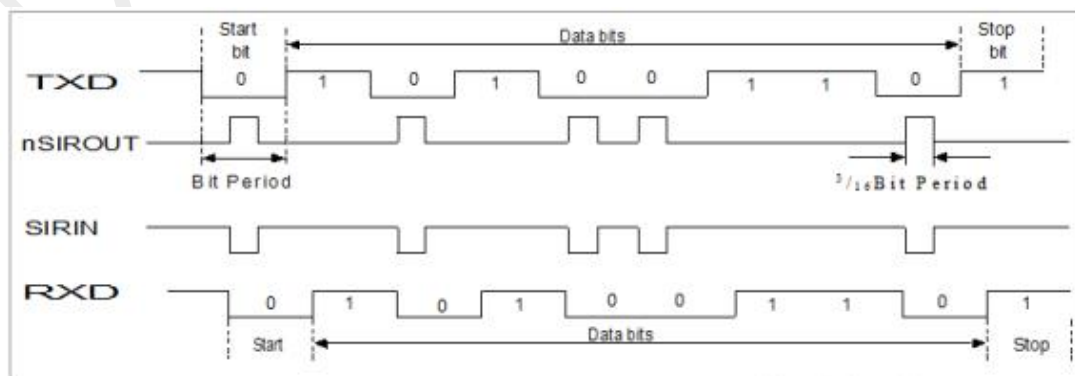 Start bit
Data bits
Stop bit
TXD 0 1 0 1 0 0 1 1 0 1
nSIROUT
Bit Period
3/16Bit Period
SIRIN
RXD 0 1 0 1 0 0 1 1 0 1
Start
Data bits
Stop